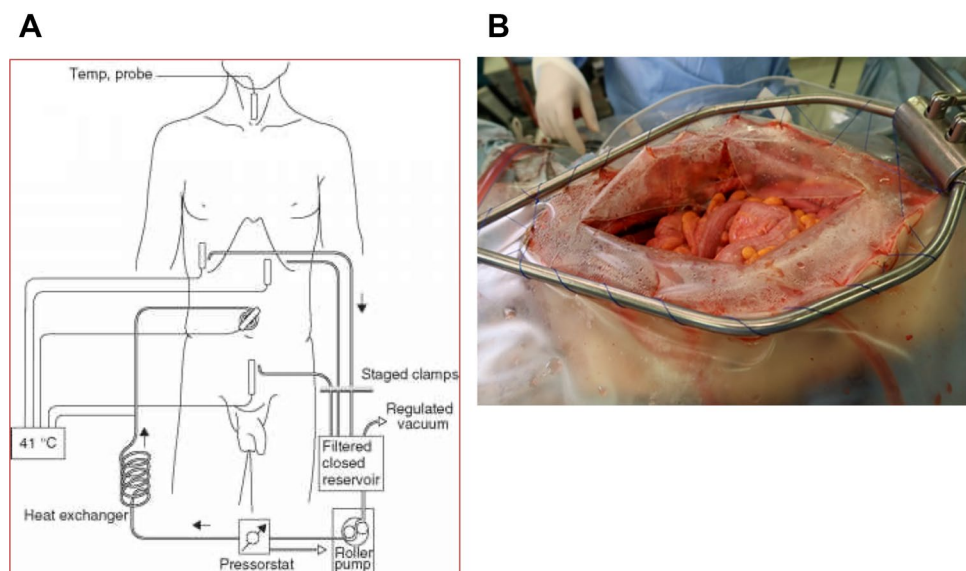 A
B
Temp, probe
Staged clamps
Regulated
vacuum
41 °C
Filtered
closed
reservoir
Heat exchanger
Pressorstat
Roller
pump